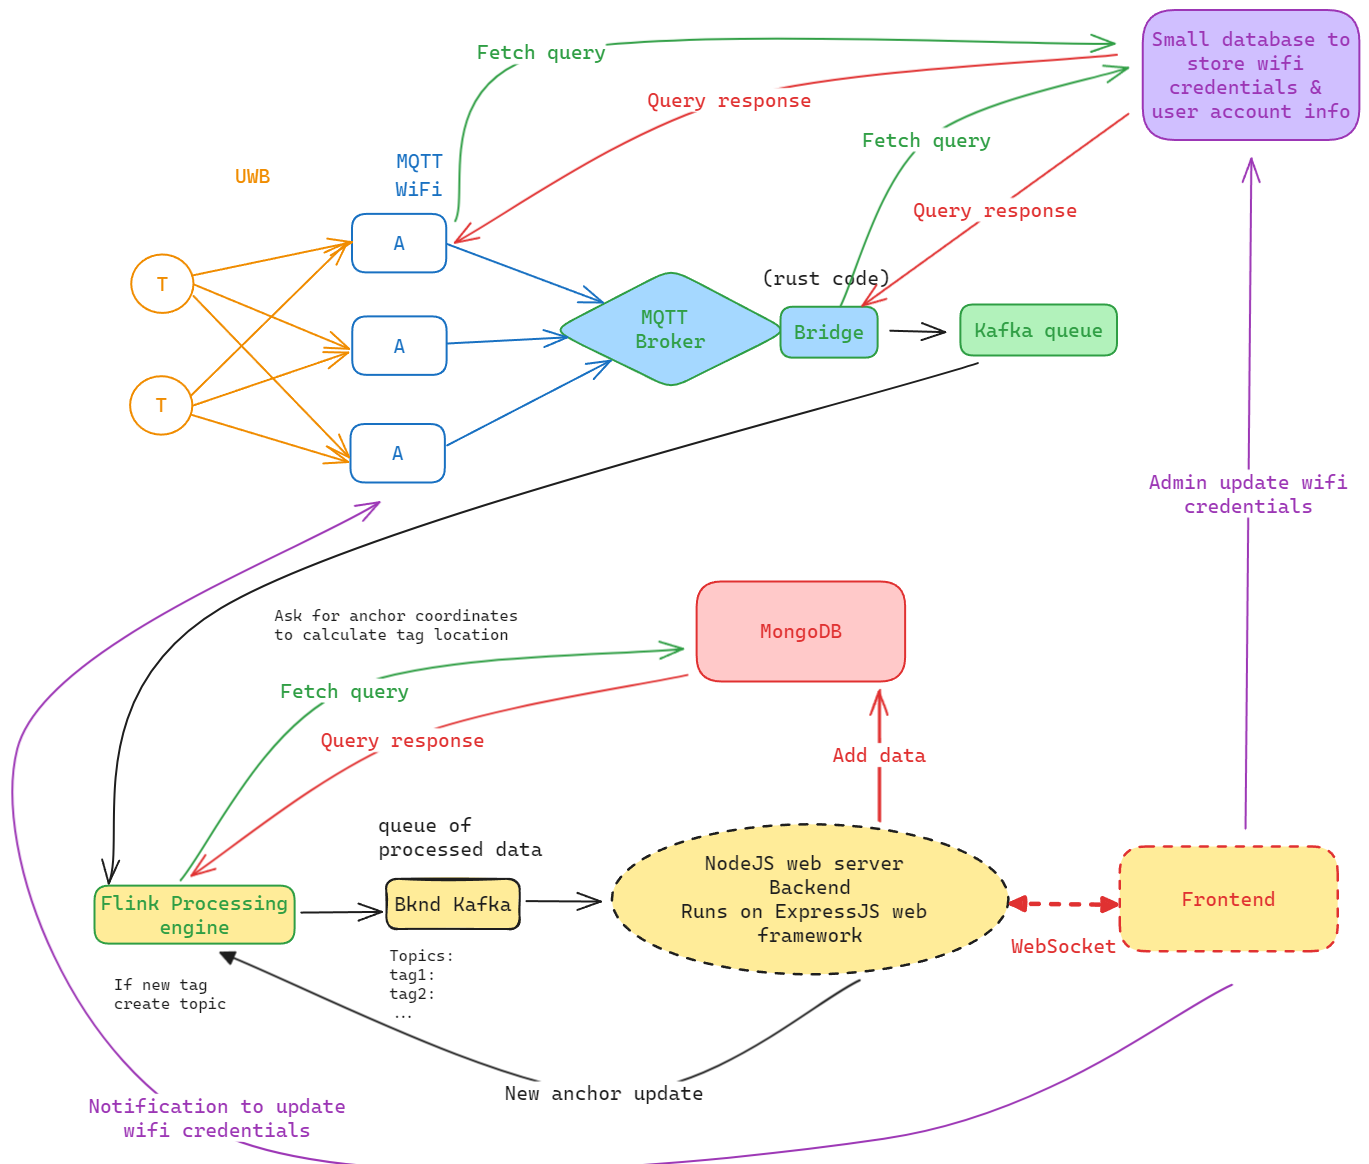 Fetch query
Small database to
store wifi
credentials &
user account info
Query response
Fetch query
MQTT
WiFi
UWB
Query response
A
T
(rust code)
MQTT
Broker
Bridge
Kafka queue
A
T
A
Admin update wifi
credentials
Ask for anchor coordinates
to calculate tag location
MongoDB
Fetch query
Query response
Add data
queue of
processed data
NodeJS web server
Backend
Runs on ExpressJS web
framework
Flink Processing
engine
Bknd Kafka
Frontend
WebSocket
Topics:
tag1:
tag2:
...
If new tag
create topic
New anchor update
Notification to update
wifi credentials